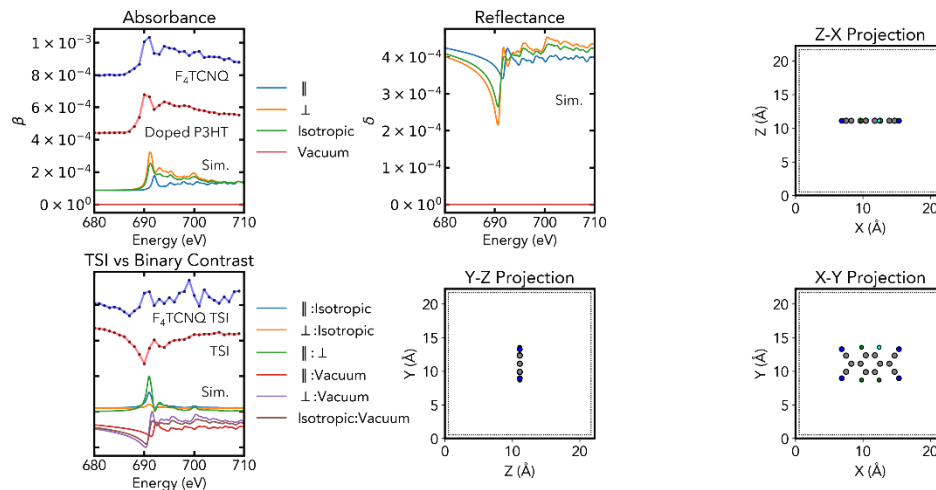 Absorbance
1 × 10⁻³
8 × 10⁻⁴
6 × 10⁻⁴
4 × 10⁻⁴
2 × 10⁻⁴
0 × 10⁰
β
F₄TCNQ
Doped P3HT
Sim.
680 690 700 710
Energy (eV)
∥
⊥
Isotropic
Vacuum
Reflectance
4 × 10⁻⁴
3 × 10⁻⁴
2 × 10⁻⁴
1 × 10⁻⁴
0 × 10⁰
δ
Sim.
680 690 700 710
Energy (eV)
Z-X Projection
20
15
10
5
0
Z (Å)
0 10 20
X (Å)
TSI vs Binary Contrast
F₄TCNQ TSI
TSI
Sim.
680 690 700 710
Energy (eV)
∥:Isotropic
⊥:Isotropic
∥:⊥
∥:Vacuum
⊥:Vacuum
Isotropic:Vacuum
Y-Z Projection
20
15
10
5
0
Y (Å)
0 10 20
Z (Å)
X-Y Projection
20
15
10
5
0
Y (Å)
0 10 20
X (Å)